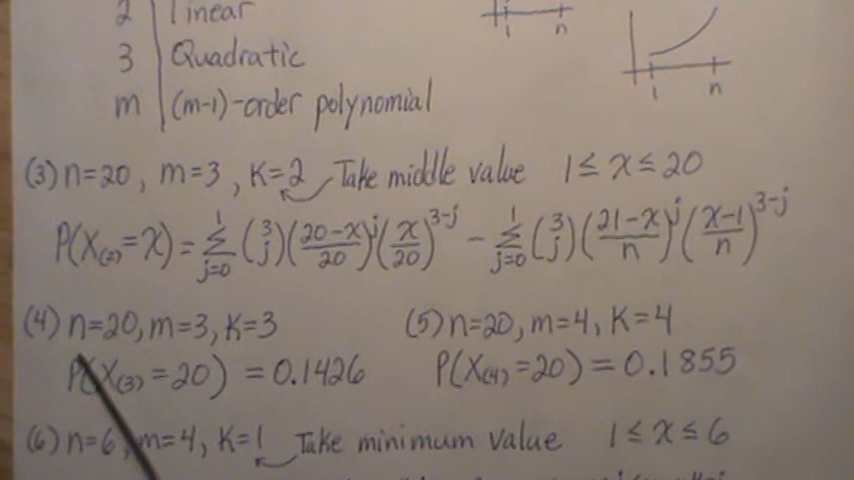 2 linear
1 n
3 Quadratic
m (m-1)-order polynomial
1 n
(3) n=20, m=3, K=2 Take middle value 1≤x≤20
P(X₍₂₎=x) = Σ_{j=0}^{1} (3 j) ((20-x)/20)^j (x/20)^{3-j} - Σ_{j=0}^{1} (3 j) ((21-x)/n)^j ((x-1)/n)^{3-j}
(4) n=20, m=3, K=3 (5) n=20, m=4, K=4
P(X₍₃₎=20) = 0.1426 P(X₍₄₎=20) = 0.1855
(6) n=6, m=4, K=1 Take minimum value 1≤x≤6